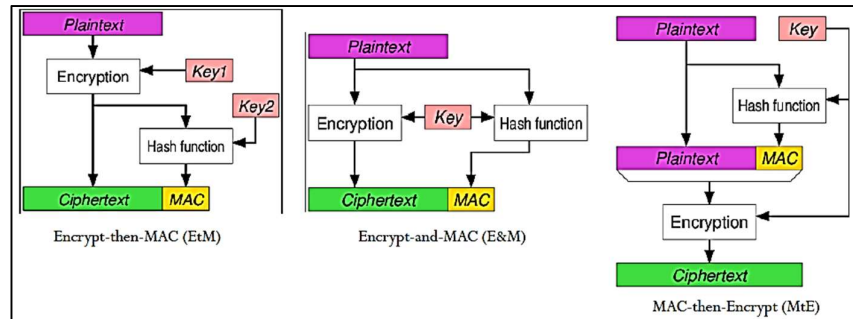 Plaintext
Encryption
Key1
Key2
Hash function
Ciphertext MAC
Encrypt-then-MAC (EtM)
Plaintext
Encryption Key Hash function
Ciphertext MAC
Encrypt-and-MAC (E&M)
Plaintext Key
Hash function
Plaintext MAC
Encryption
Ciphertext
MAC-then-Encrypt (MtE)